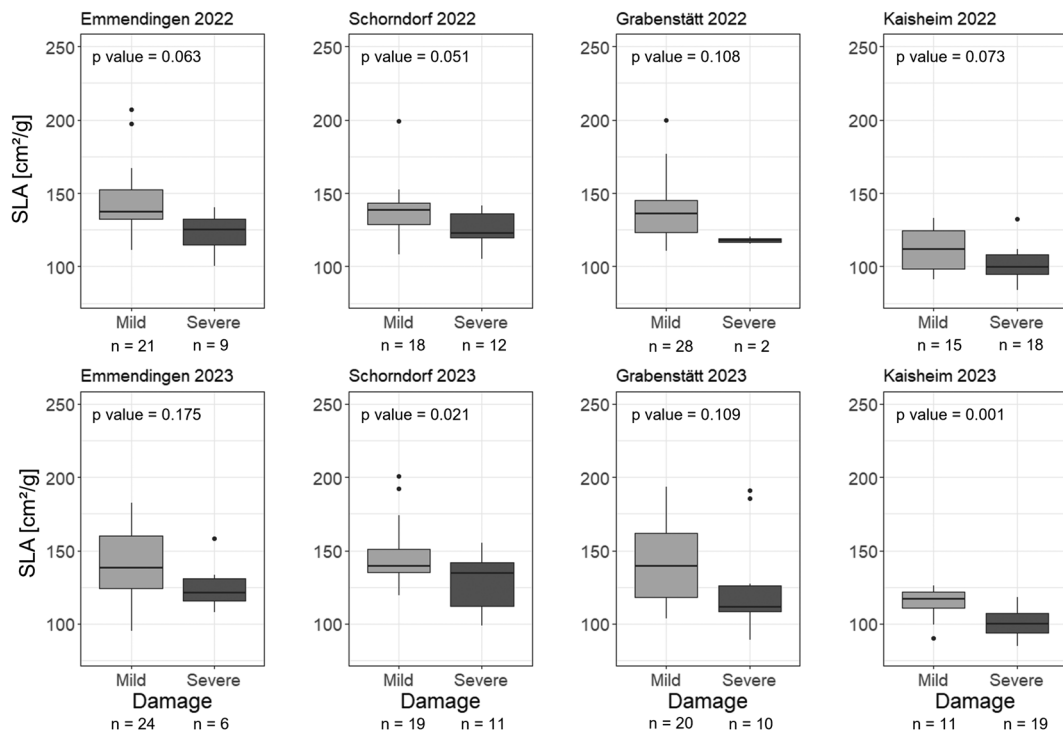 Emmendingen 2022 Schorndorf 2022 Grabenstätt 2022 Kaisheim 2022
250 250 250 250
p value = 0.063 p value = 0.051 p value = 0.108 p value = 0.073
200 200 200 200
SLA [cm²/g]
150 150 150 150
100 100 100 100
Mild Severe Mild Severe Mild Severe Mild Severe
n = 21 n = 9 n = 18 n = 12 n = 28 n = 2 n = 15 n = 18
Emmendingen 2023 Schorndorf 2023 Grabenstätt 2023 Kaisheim 2023
250 250 250 250
p value = 0.175 p value = 0.021 p value = 0.109 p value = 0.001
200 200 200 200
SLA [cm²/g]
150 150 150 150
100 100 100 100
Mild Severe Mild Severe Mild Severe Mild Severe
Damage Damage Damage Damage
n = 24 n = 6 n = 19 n = 11 n = 20 n = 10 n = 11 n = 19